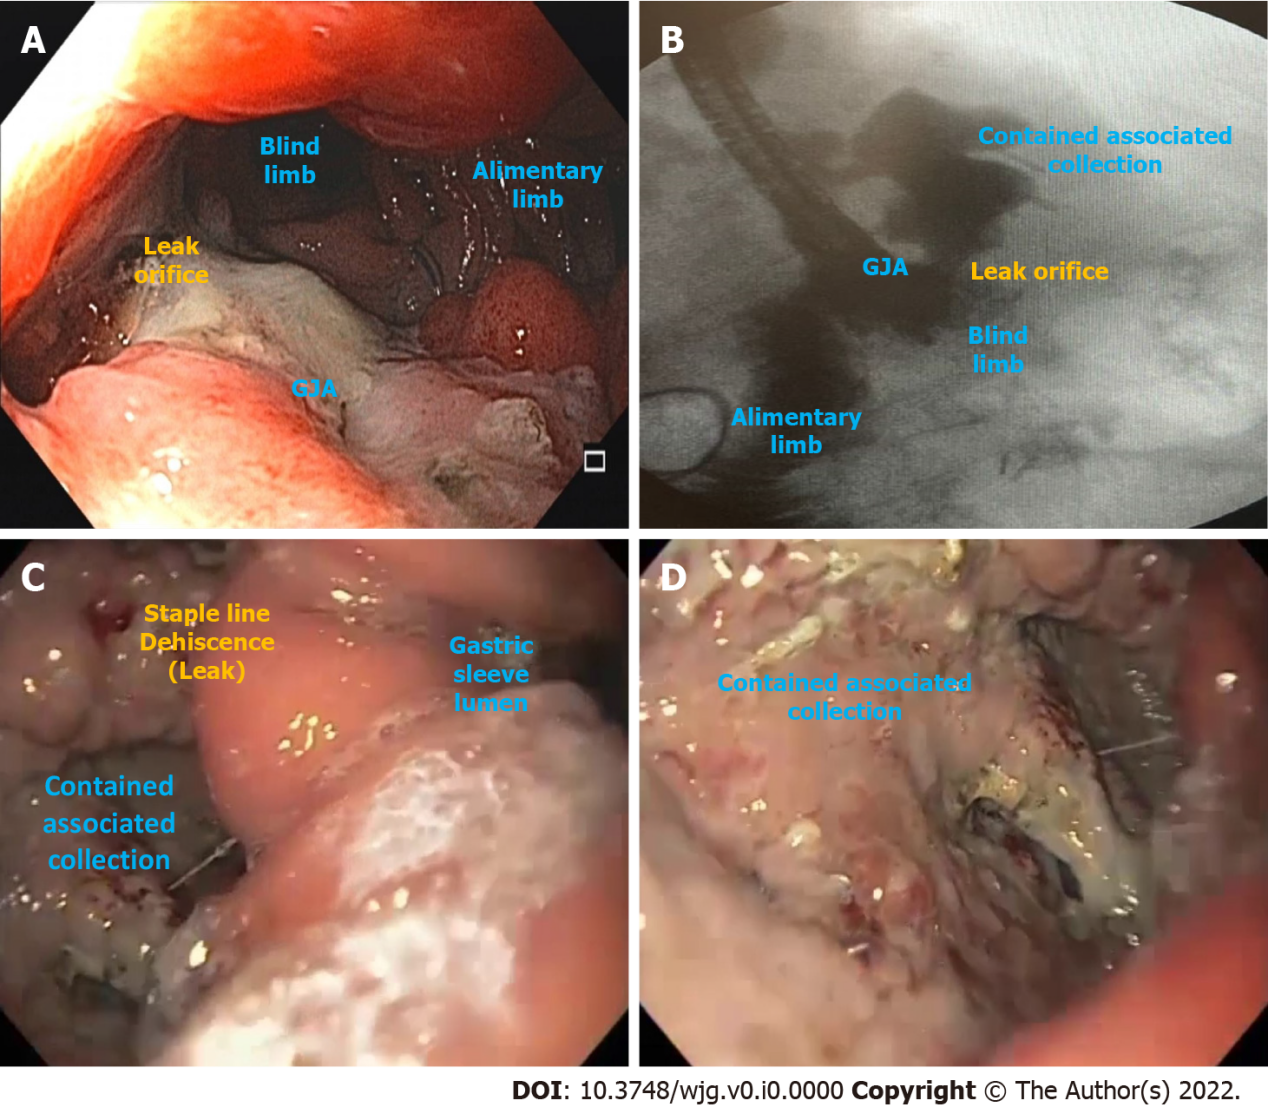 A
Blind
limb
Alimentary
limb
Leak
orifice
GJA
B
Contained associated
collection
GJA
Leak orifice
Blind
limb
Alimentary
limb
C
Staple line
Dehiscence
(Leak)
Gastric
sleeve
lumen
Contained
associated
collection
D
Contained associated
collection
DOI: 10.3748/wjg.v0.i0.0000 Copyright © The Author(s) 2022.